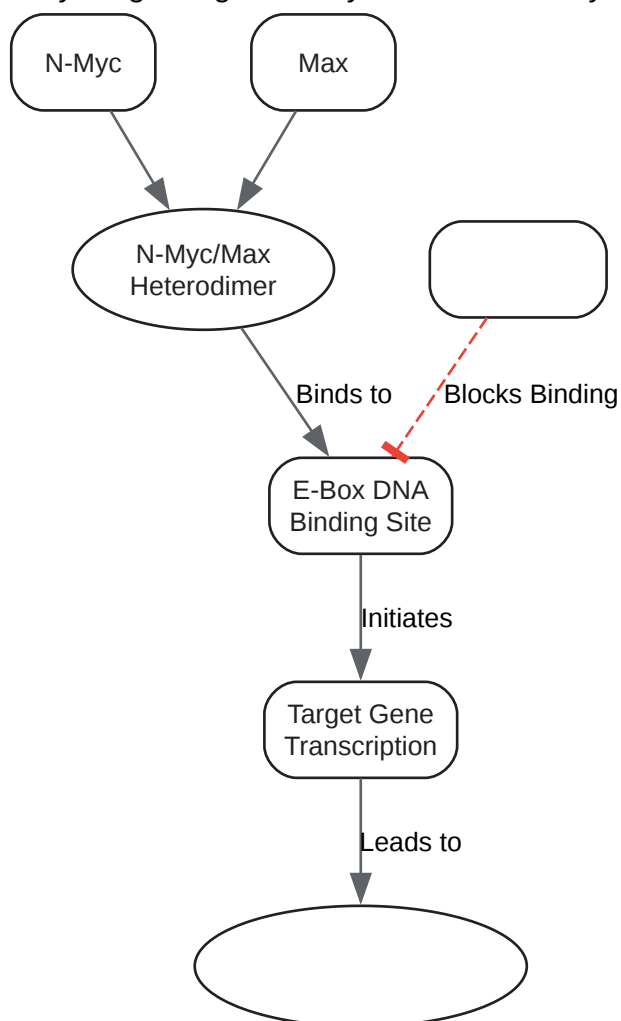 N-Myc
Max
N-Myc/Max
Heterodimer
Binds to
Blocks Binding
E-Box DNA
Binding Site
Initiates
Target Gene
Transcription
Leads to